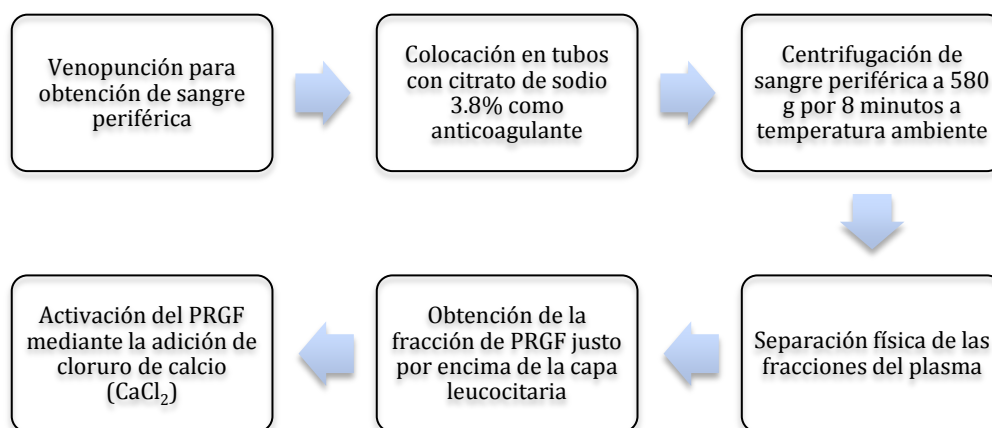 Venopunción para
obtención de sangre
periférica
Colocación en tubos
con citrato de sodio
3.8% como
anticoagulante
Centrifugación de
sangre periférica a 580
g por 8 minutos a
temperatura ambiente
Separación física de las
fracciones del plasma
Obtención de la
fracción de PRGF justo
por encima de la capa
leucocitaria
Activación del PRGF
mediante la adición de
cloruro de calcio
(CaCl₂)